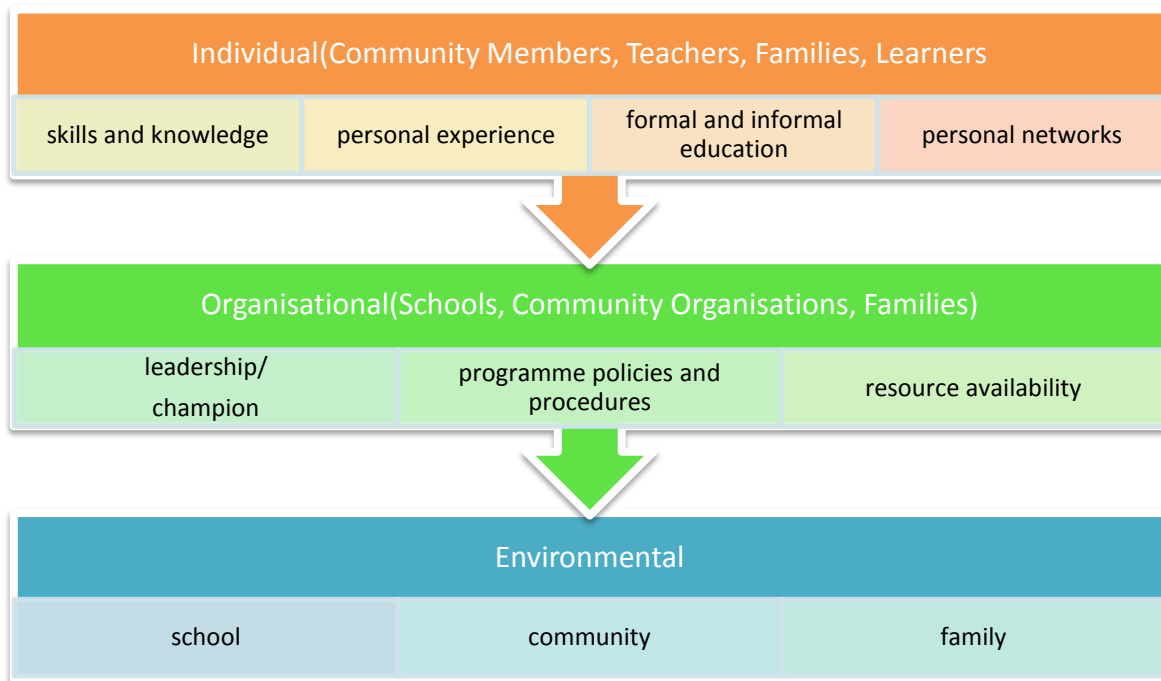 Individual(Community Members, Teachers, Families, Learners
skills and knowledge
personal experience
formal and informal
education
personal networks
Organisational(Schools, Community Organisations, Families)
leadership/
champion
programme policies and
procedures
resource availability
Environmental
school
community
family